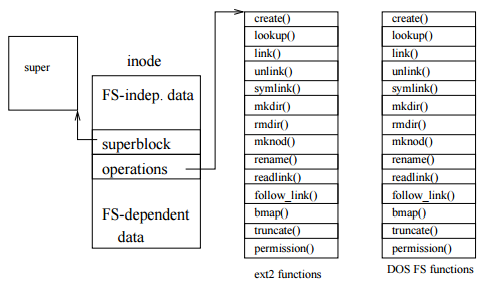 super
inode
FS-indep. data
superblock
operations
FS-dependent
data
create()
lookup()
link()
unlink()
symlink()
mkdir()
rmdir()
mknod()
rename()
readlink()
follow_link()
bmap()
truncate()
permission()
ext2 functions
create()
lookup()
link()
unlink()
symlink()
mkdir()
rmdir()
mknod()
rename()
readlink()
follow_link()
bmap()
truncate()
permission()
DOS FS functions